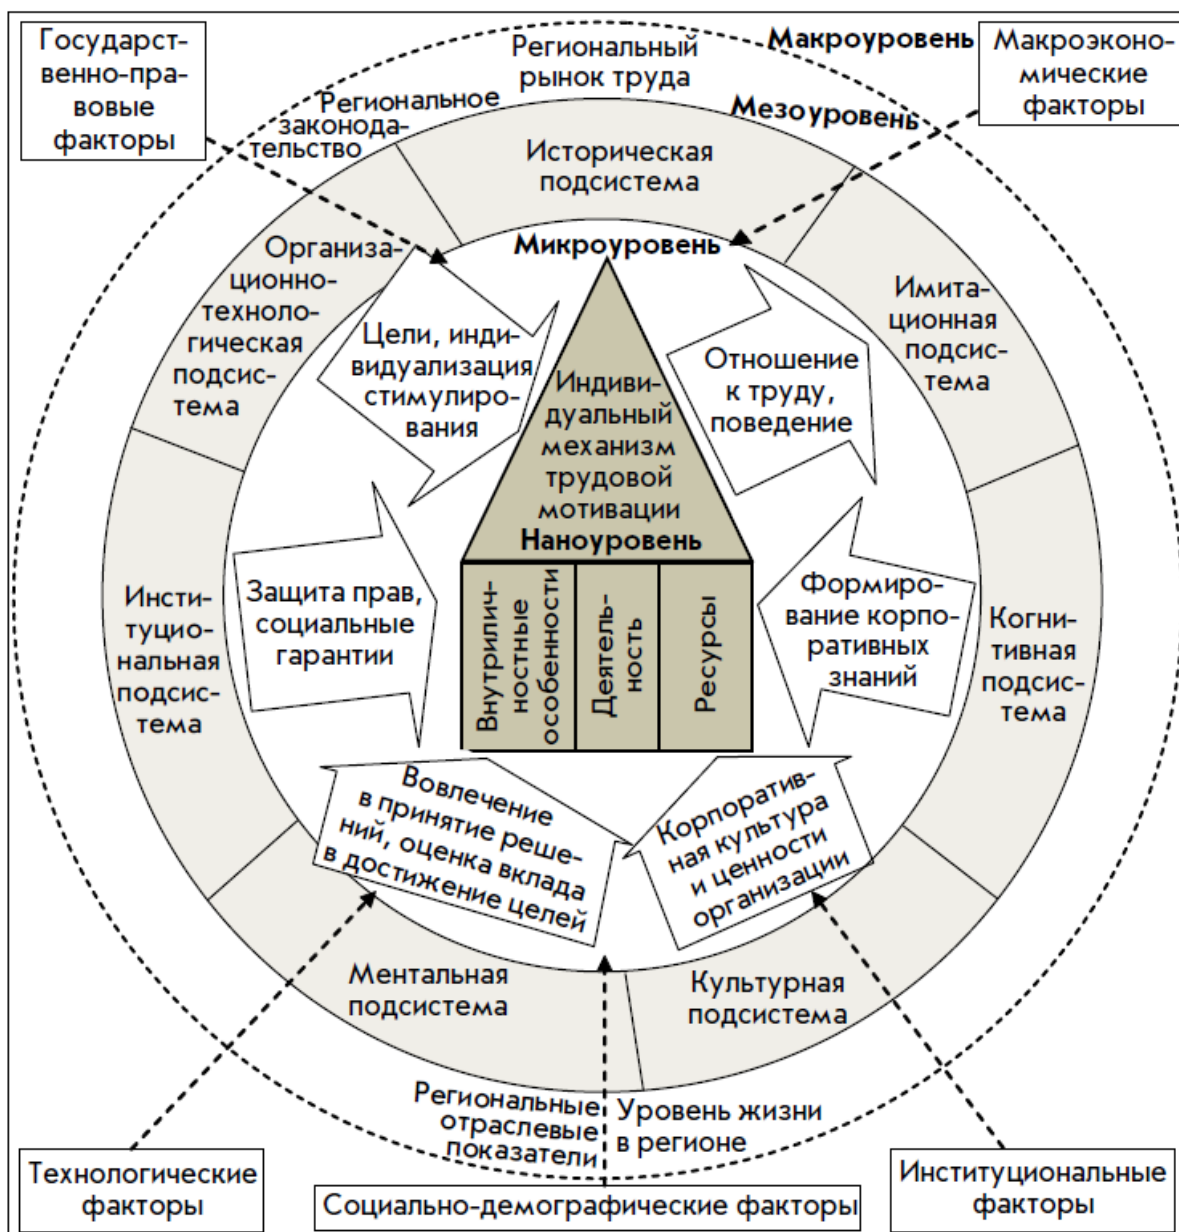 Государст-
венно-пра-
вовые
факторы
Региональный
рынок труда
Макроуровень
Макроэконо-
мические
факторы
Региональное
законода-
тельство
Мезоуровень
Историческая
подсистема
Микроуровень
Организа-
ционно-
техноло-
гическая
подсис-
тема
Имита-
ционная
подсис-
тема
Цели, инди-
видуализация
стимулиро-
вания
Отношение
к труду,
поведение
Индиви-
дуальный
механизм
трудовой
мотивации
Наноуровень
Внутрилич-
ностные
особенности
Деятель-
ность
Ресурсы
Защита прав,
социальные
гарантии
Формиро-
вание корпо-
ративных
знаний
Инсти-
туцио-
нальная
подсис-
тема
Когни-
тивная
подсис-
тема
Вовлечение
в принятие реше-
ний, оценка вклада
в достижение целей
Корпоратив-
ная культура
и ценности
организации
Ментальная
подсистема
Культурная
подсистема
Региональные
отраслевые
показатели
Уровень жизни
в регионе
Технологические
факторы
Социально-демографические факторы
Институциональные
факторы